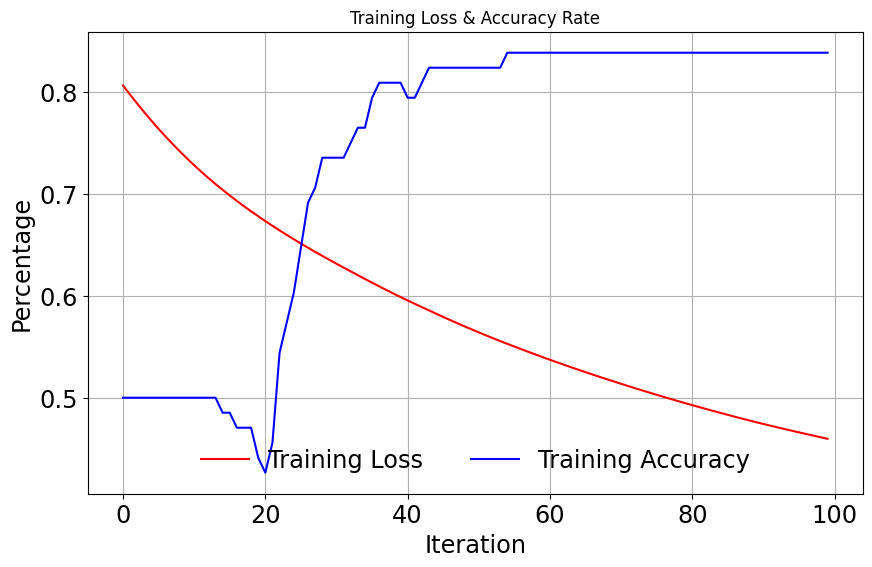 Training Loss & Accuracy Rate
Percentage
0.8
0.7
0.6
0.5
Training Loss Training Accuracy
0 20 40 60 80 100
Iteration